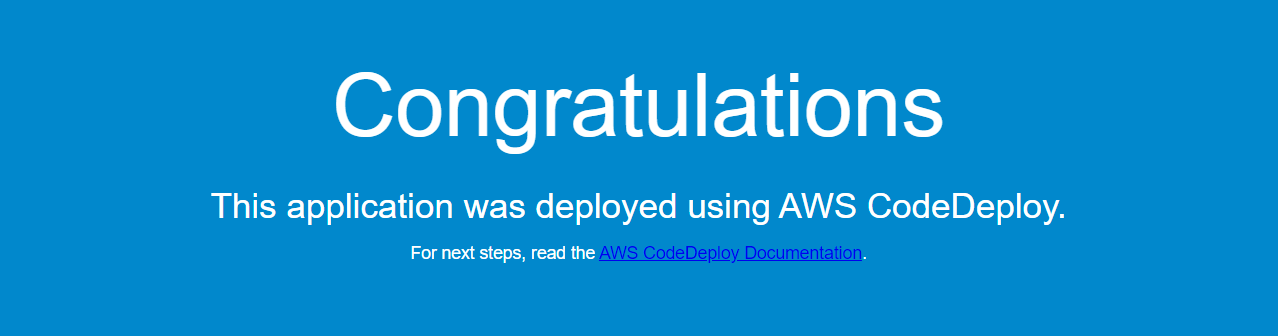 Congratulations
This application was deployed using AWS CodeDeploy.
For next steps, read the AWS CodeDeploy Documentation.